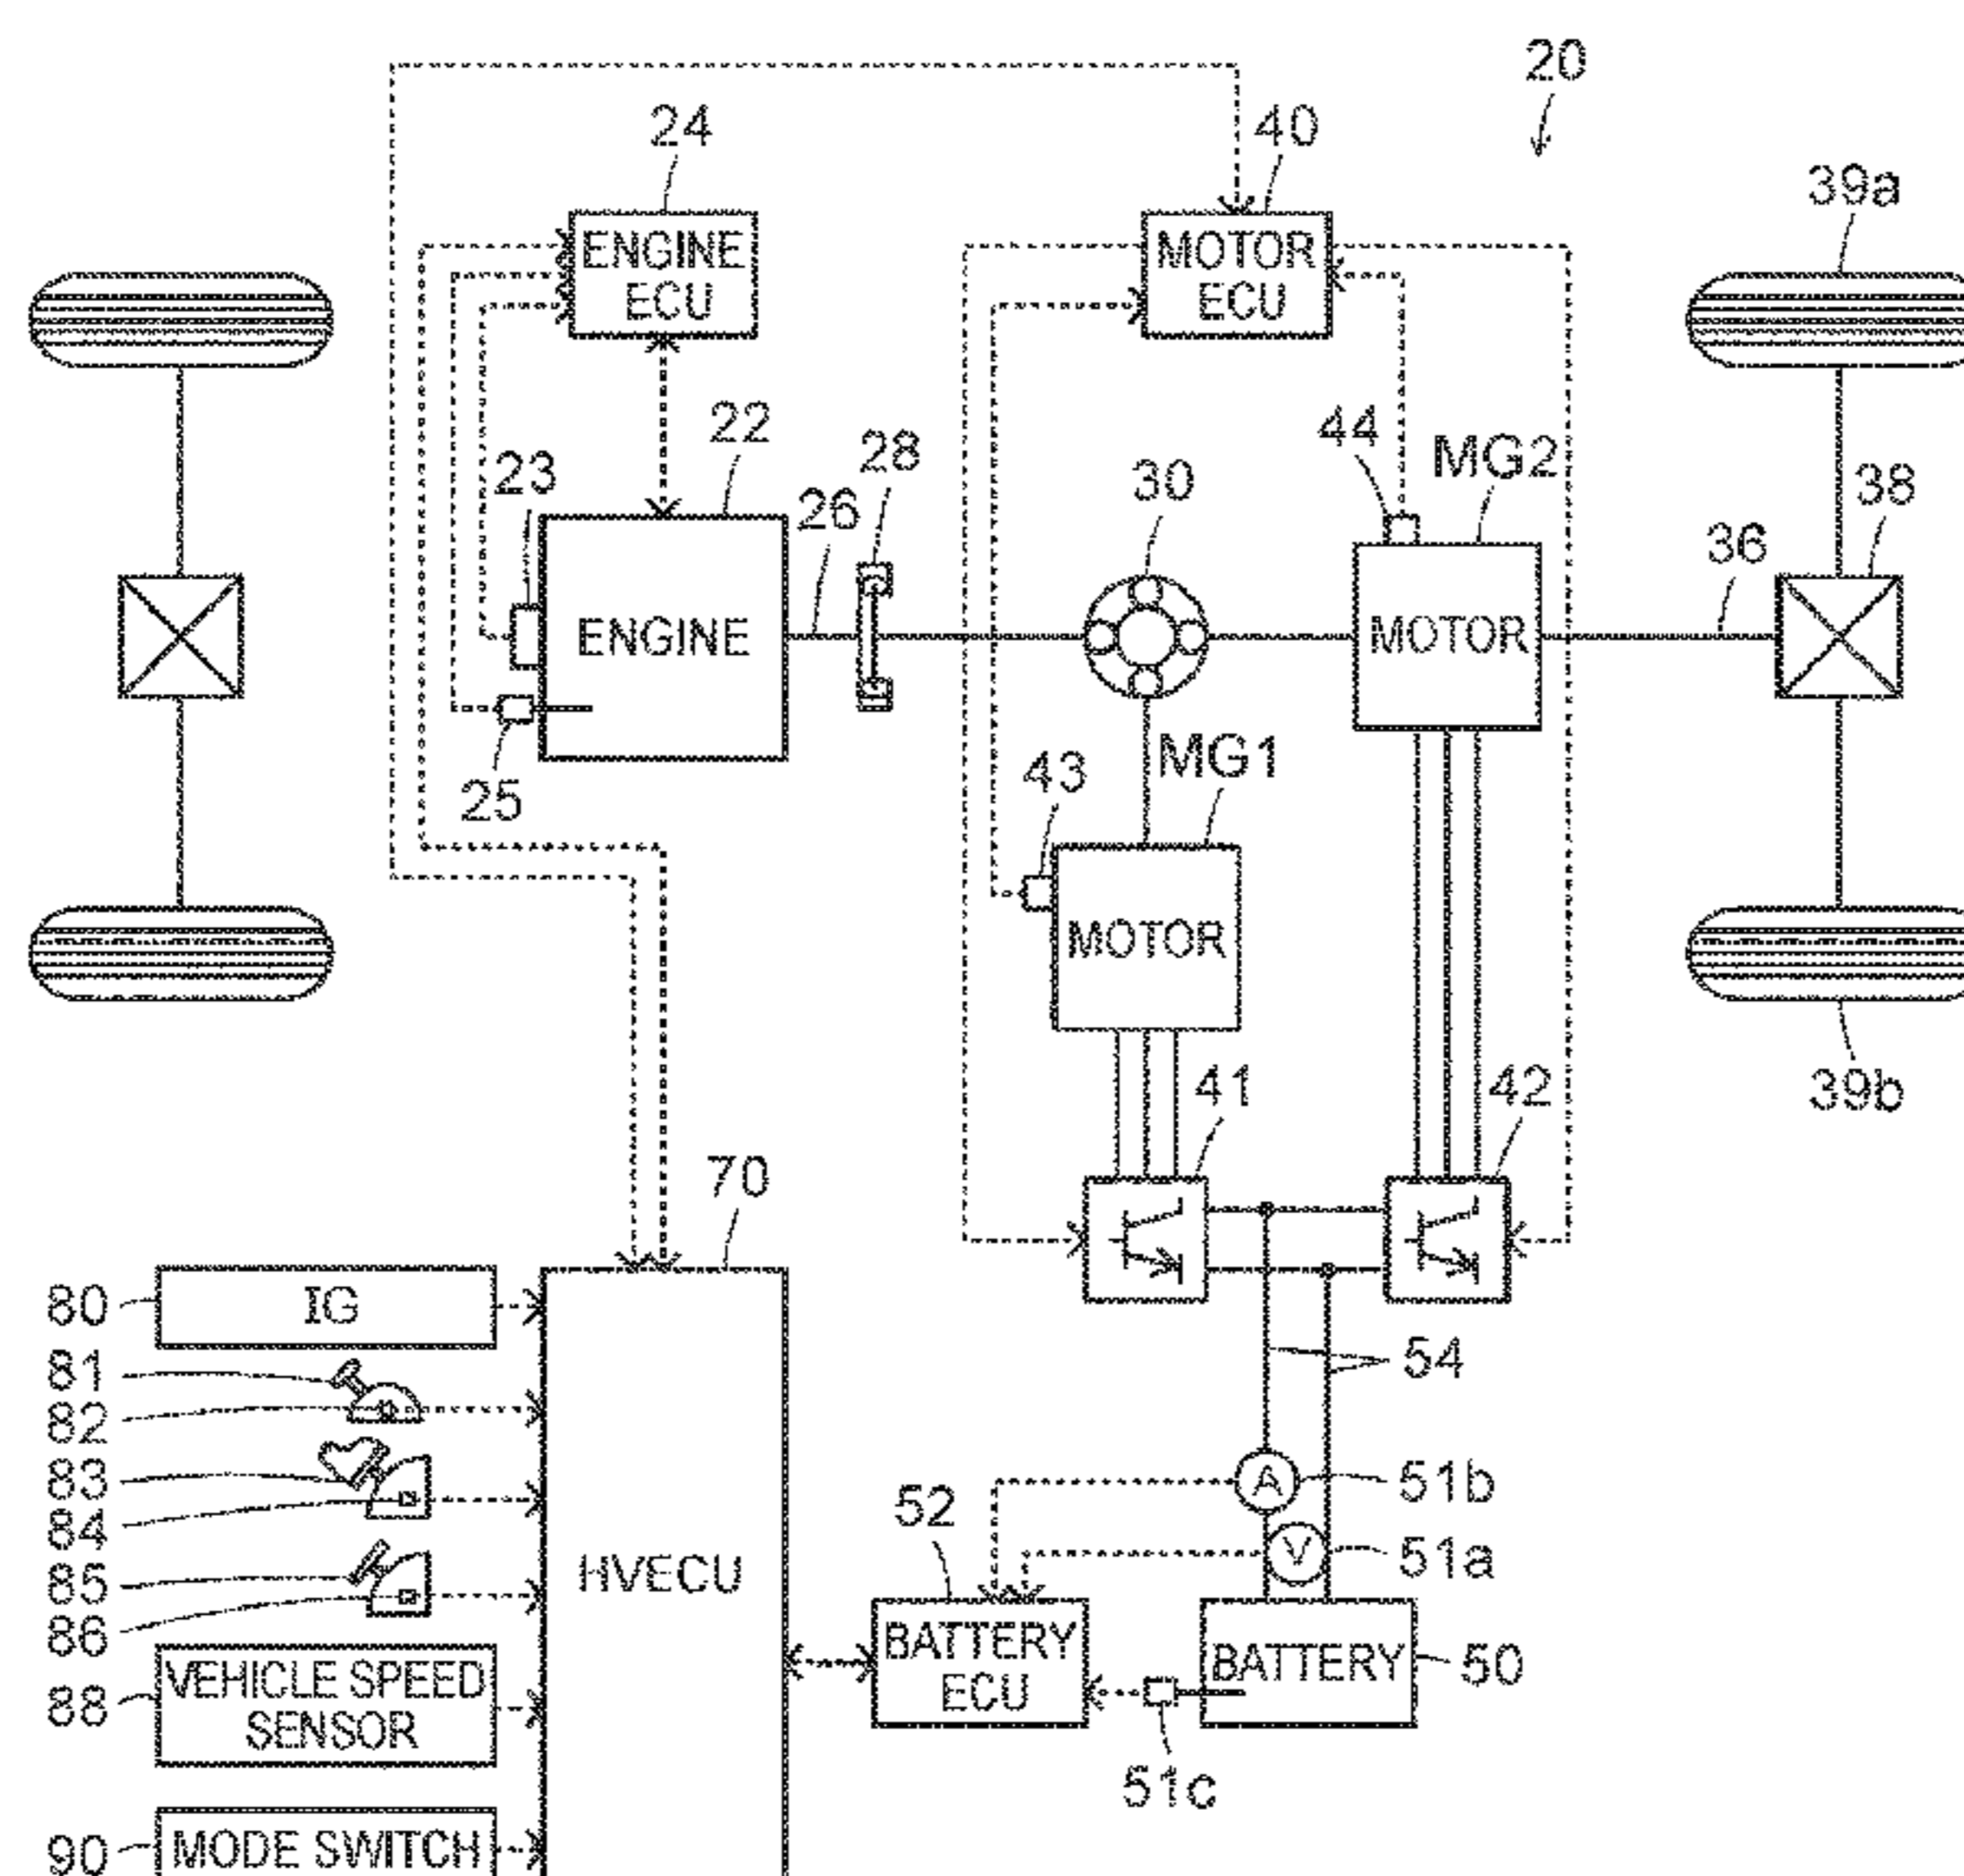 20
24
40
39a
ENGINE
ECU
MOTOR
ECU
22
28
44
MG2
23
26
30
38
36
ENGINE
MOTOR
25
43
MG1
MOTOR
41
42
39b
70
80
IG
81
82
83
84
85
86
HVECU
54
51b
52
51a
BATTERY
ECU
BATTERY
50
A
V
88
VEHICLE SPEED
SENSOR
51c
90
MODE SWITCH